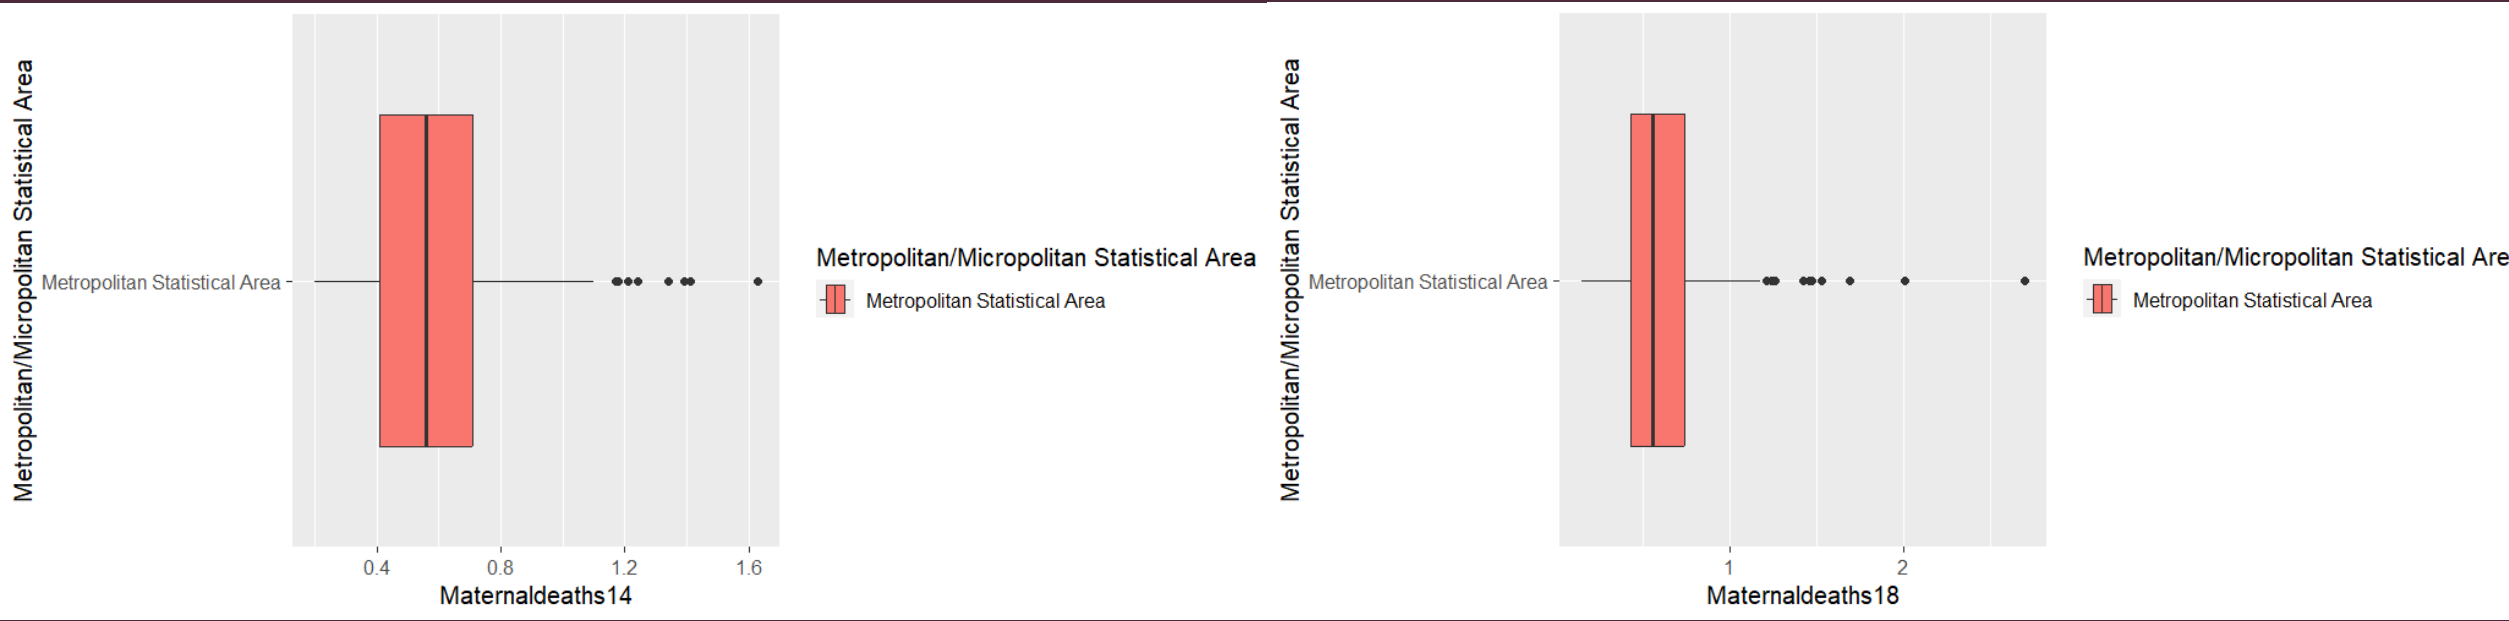 Metropolitan/Micropolitan Statistical Area
Metropolitan Statistical Area
0.4 0.8 1.2 1.6
Maternaldeaths14
Metropolitan/Micropolitan Statistical Area
Metropolitan Statistical Area
Metropolitan/Micropolitan Statistical Area
Metropolitan Statistical Area
1 2
Maternaldeaths18
Metropolitan/Micropolitan Statistical Are
Metropolitan Statistical Area